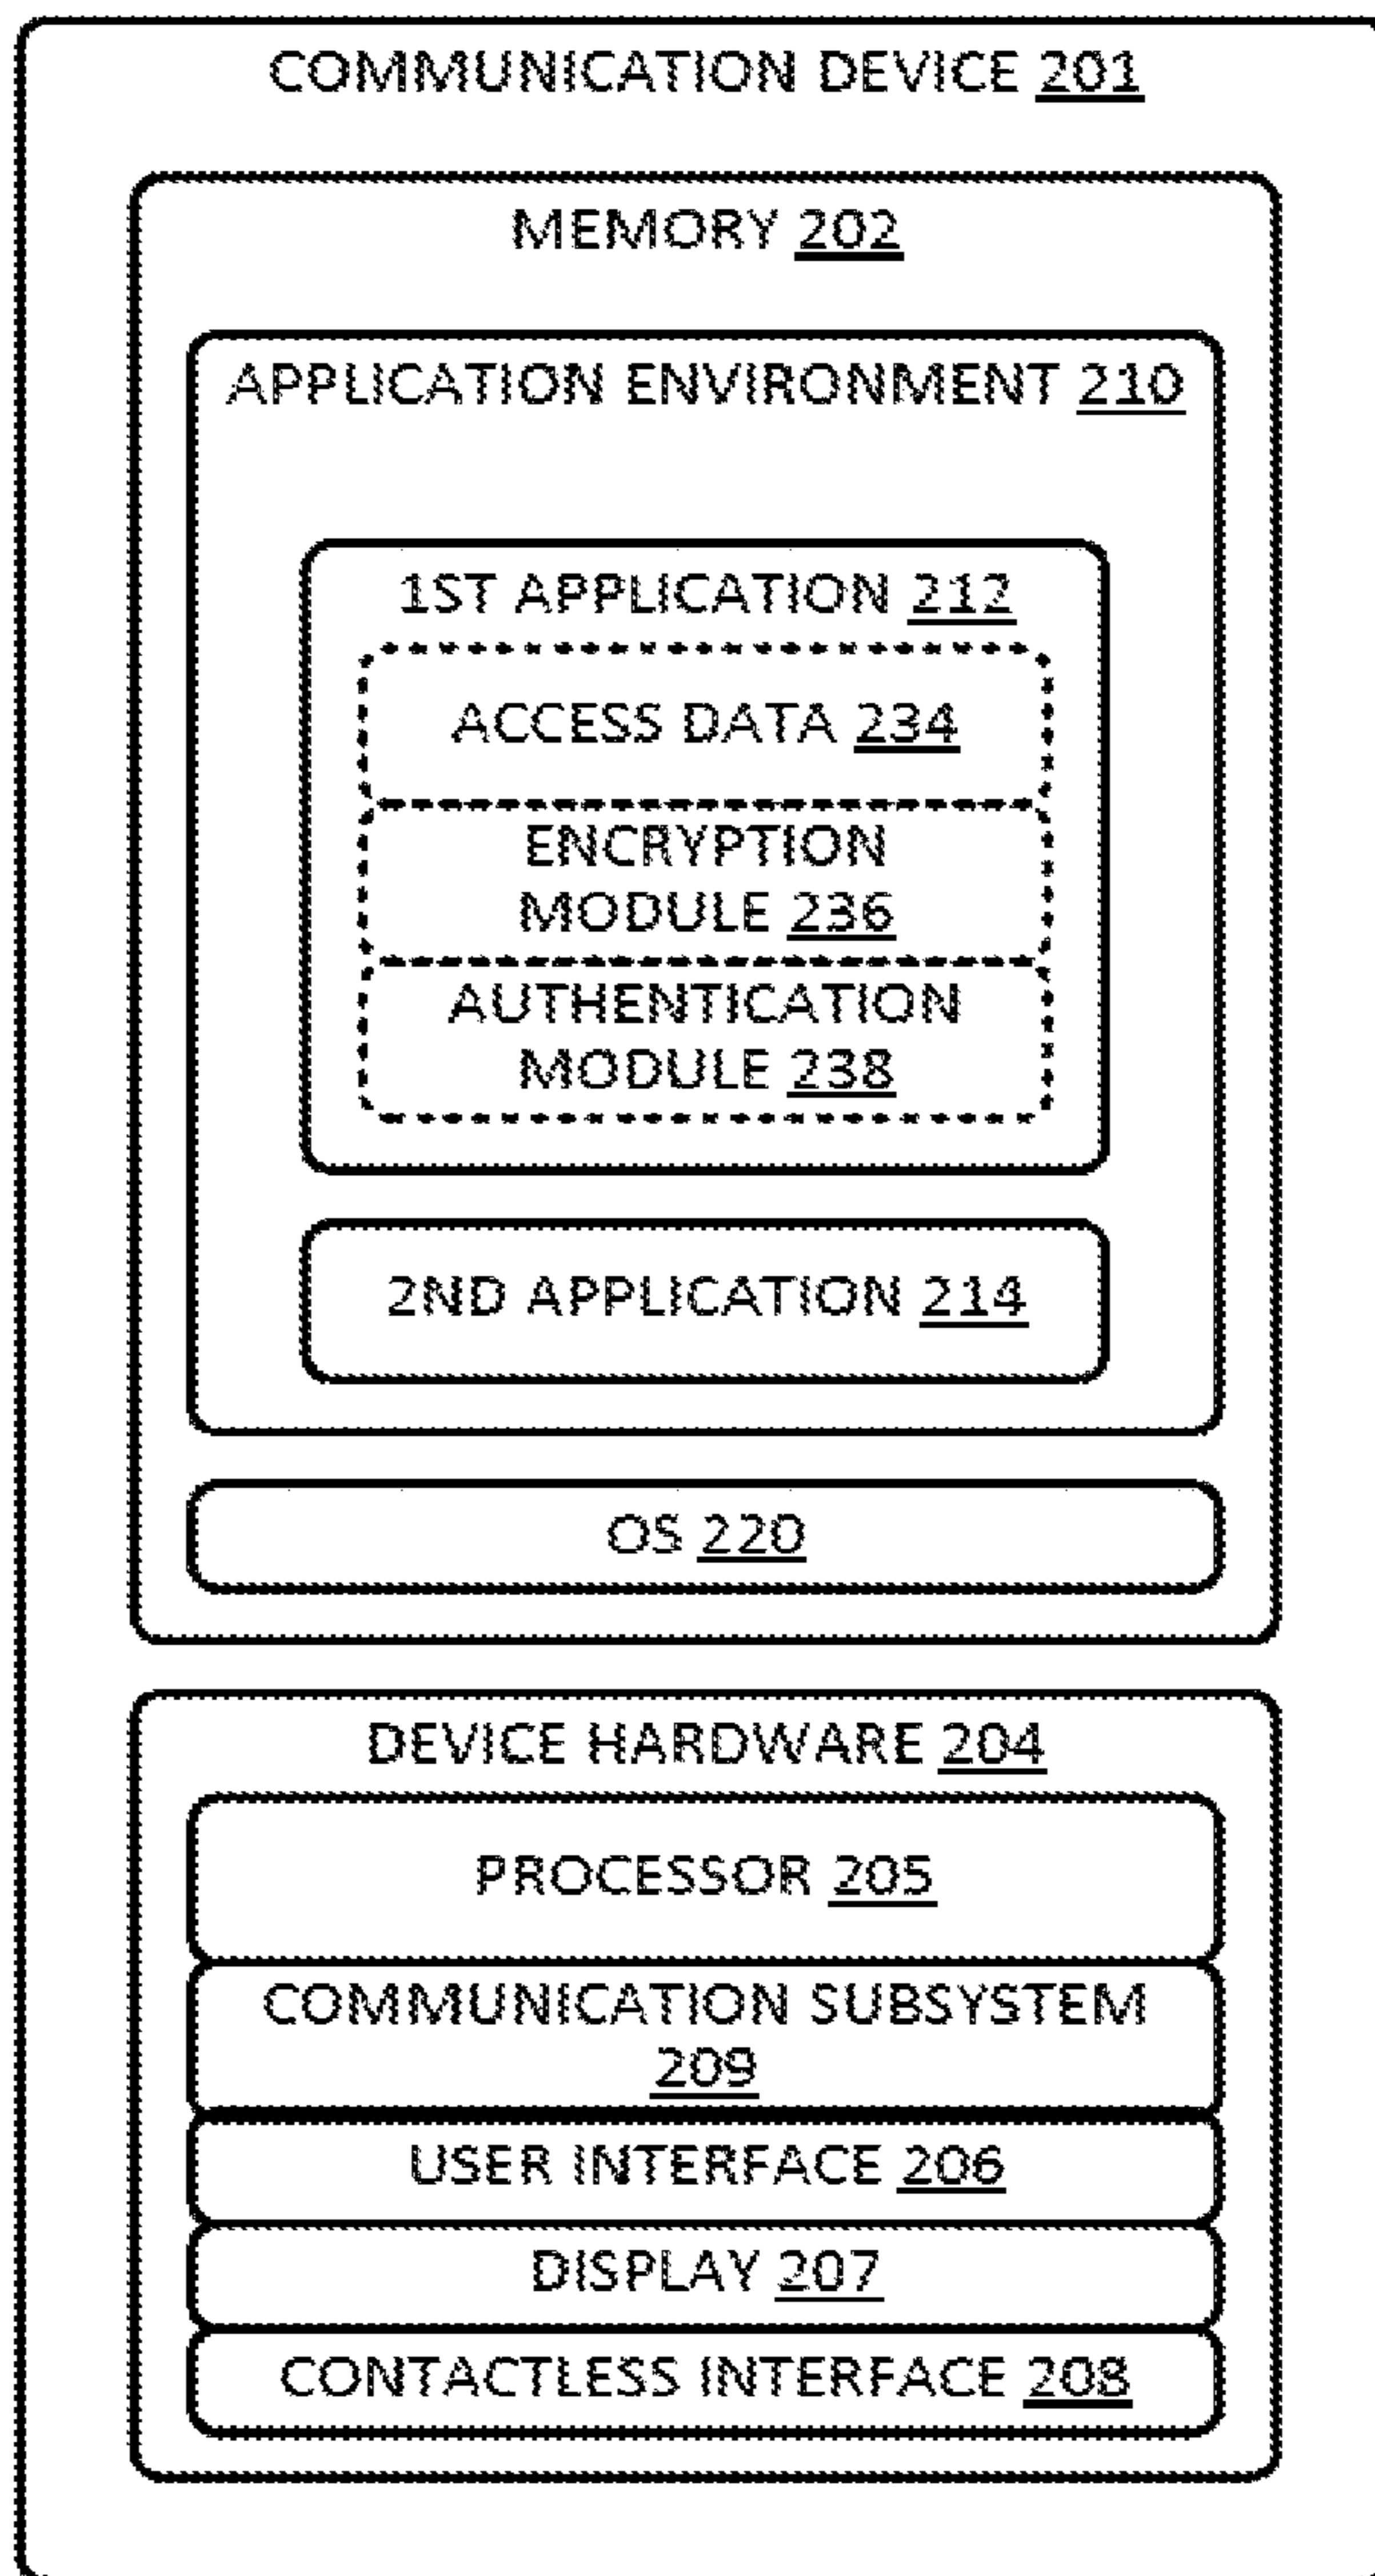 COMMUNICATION DEVICE 201
MEMORY 202
APPLICATION ENVIRONMENT 210
1ST APPLICATION 212
ACCESS DATA 234
ENCRYPTION
MODULE 236
AUTHENTICATION
MODULE 238
2ND APPLICATION 214
OS 220
DEVICE HARDWARE 204
PROCESSOR 205
COMMUNICATION SUBSYSTEM
209
USER INTERFACE 206
DISPLAY 207
CONTACTLESS INTERFACE 208